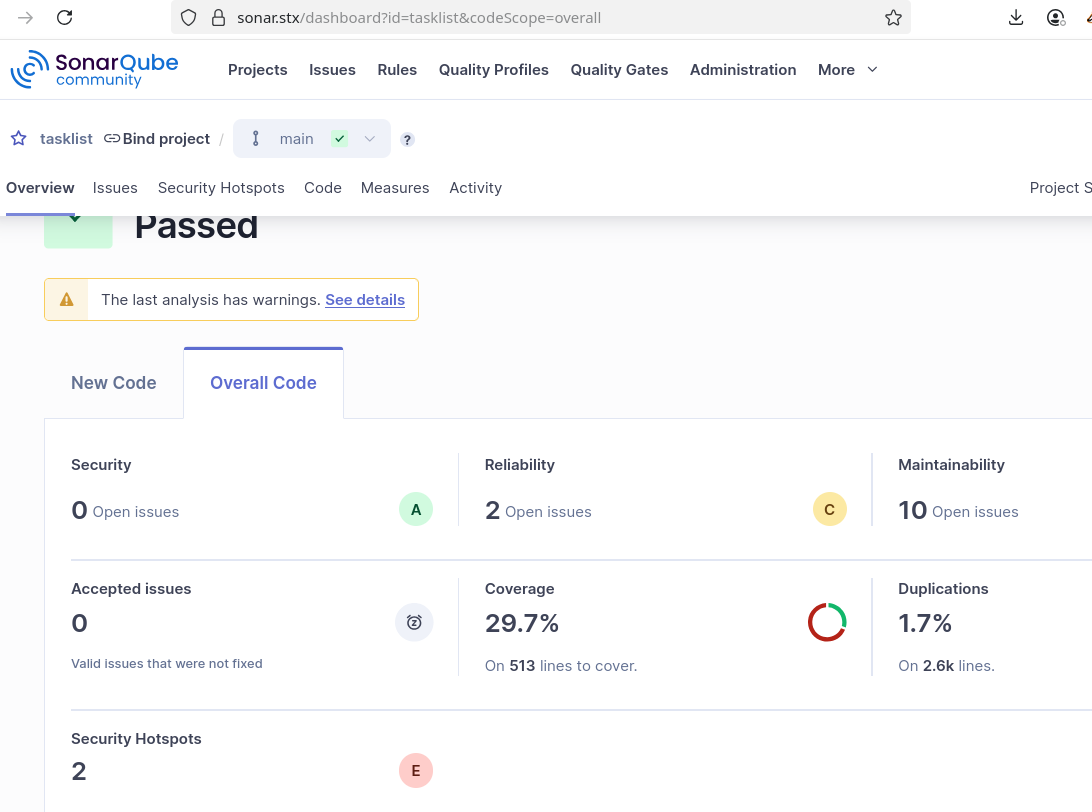 sonar.stx/dashboard?id=tasklist&codeScope=overall
SonarQube
community
Projects Issues Rules Quality Profiles Quality Gates Administration More
tasklist Bind project / main ?
Overview Issues Security Hotspots Code Measures Activity Project S
Passed
The last analysis has warnings. See details
New Code Overall Code
Security Reliability Maintainability
0 Open issues A 2 Open issues C 10 Open issues
Accepted issues Coverage Duplications
0 29.7% 1.7%
Valid issues that were not fixed On 513 lines to cover. On 2.6k lines.
Security Hotspots
2 E